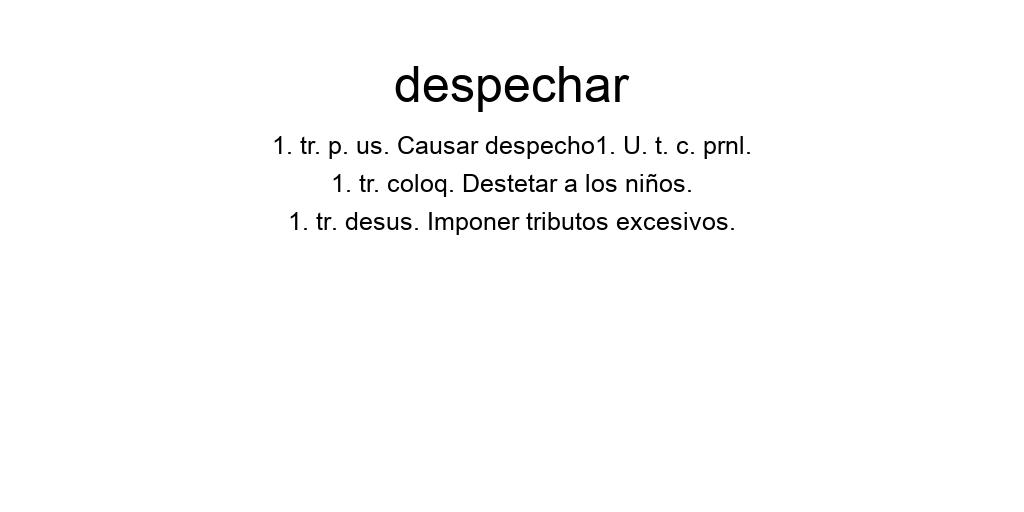 despechar
1. tr. p. us. Causar despecho1. U. t. c. prnl.
1. tr. coloq. Destetar a los niños.
1. tr. desus. Imponer tributos excesivos.